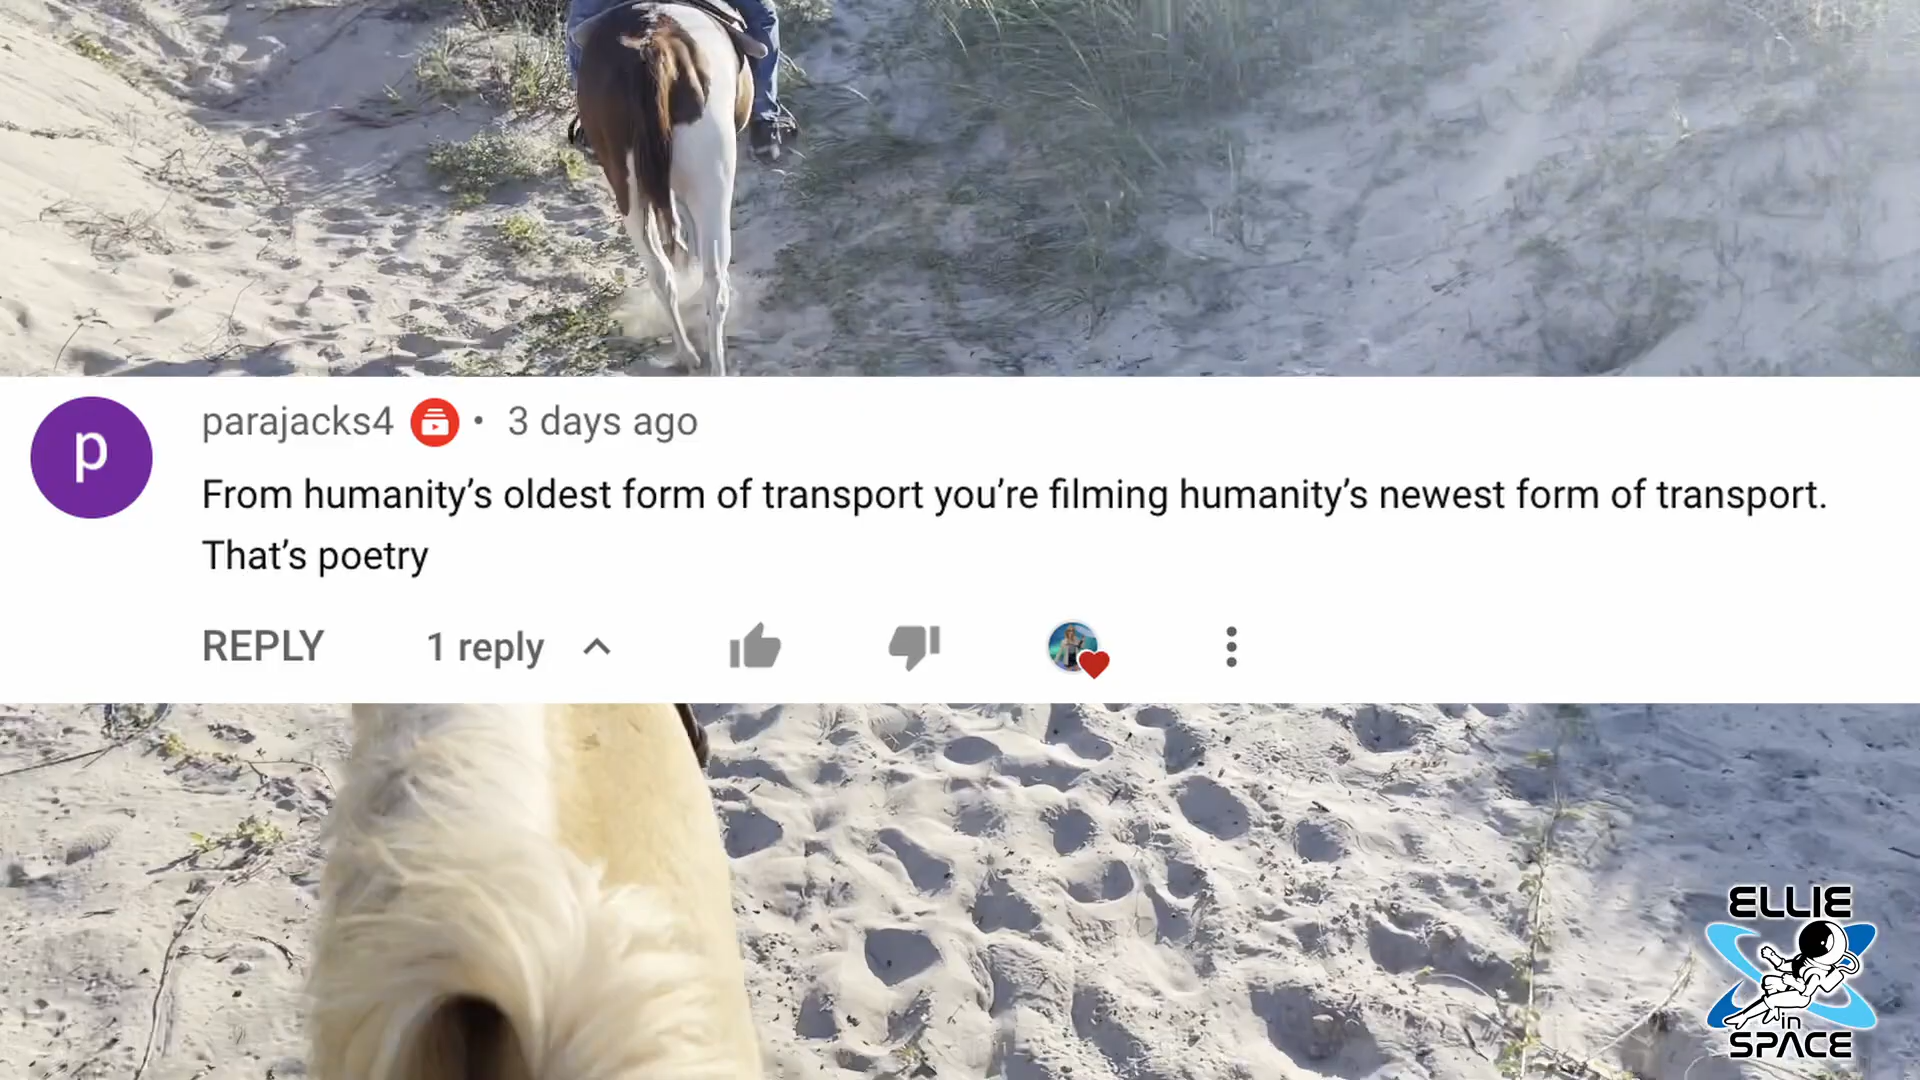 parajacks4 • 3 days ago
From humanity’s oldest form of transport you’re filming humanity’s newest form of transport.
That’s poetry
REPLY 1 reply
p
ELLIE
in
SPACE